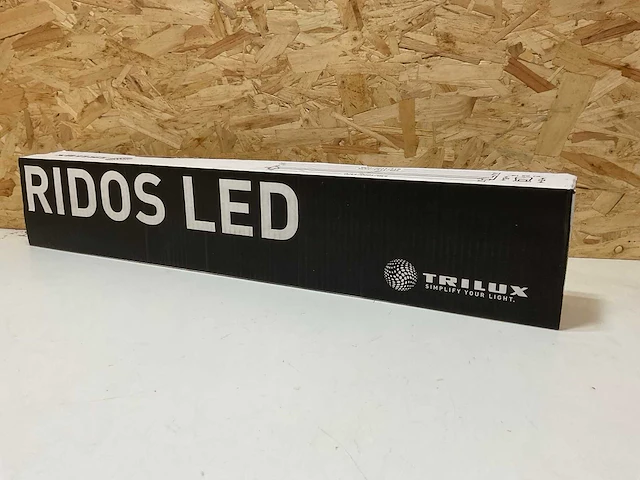 RIDOS LED
TRILUX
SIMPLIFY YOUR LIGHT.